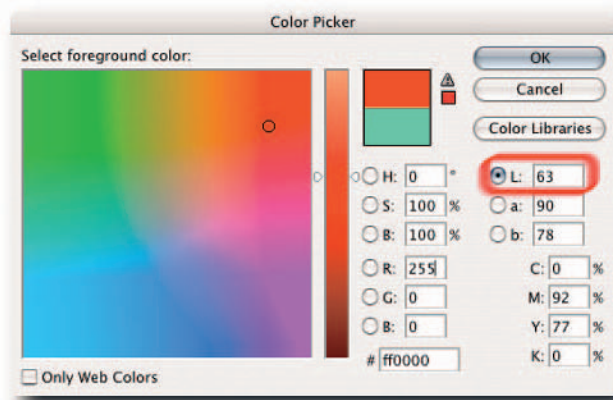 Color Picker
Select foreground color:
OK
Cancel
Color Libraries
H: 0 °
L: 63
S: 100 %
a: 90
B: 100 %
b: 78
R: 255
C: 0 %
G: 0
M: 92 %
B: 0
Y: 77 %
# ff0000
K: 0 %
Only Web Colors